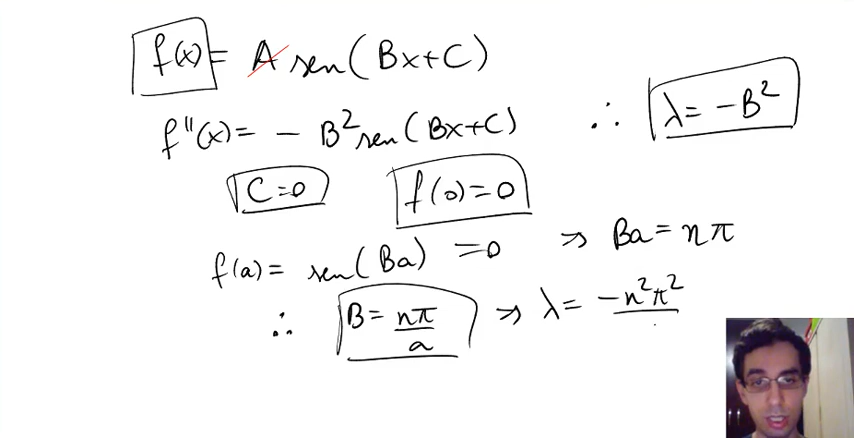 f(x) = A sen(Bx+C)
f''(x) = − B² sen(Bx+C) ∴ λ = −B²
C=0 f(0)=0
f(a) = sen(Ba) =0 ⇒ Ba = nπ
∴ B = nπ/a ⇒ λ = −n²π²